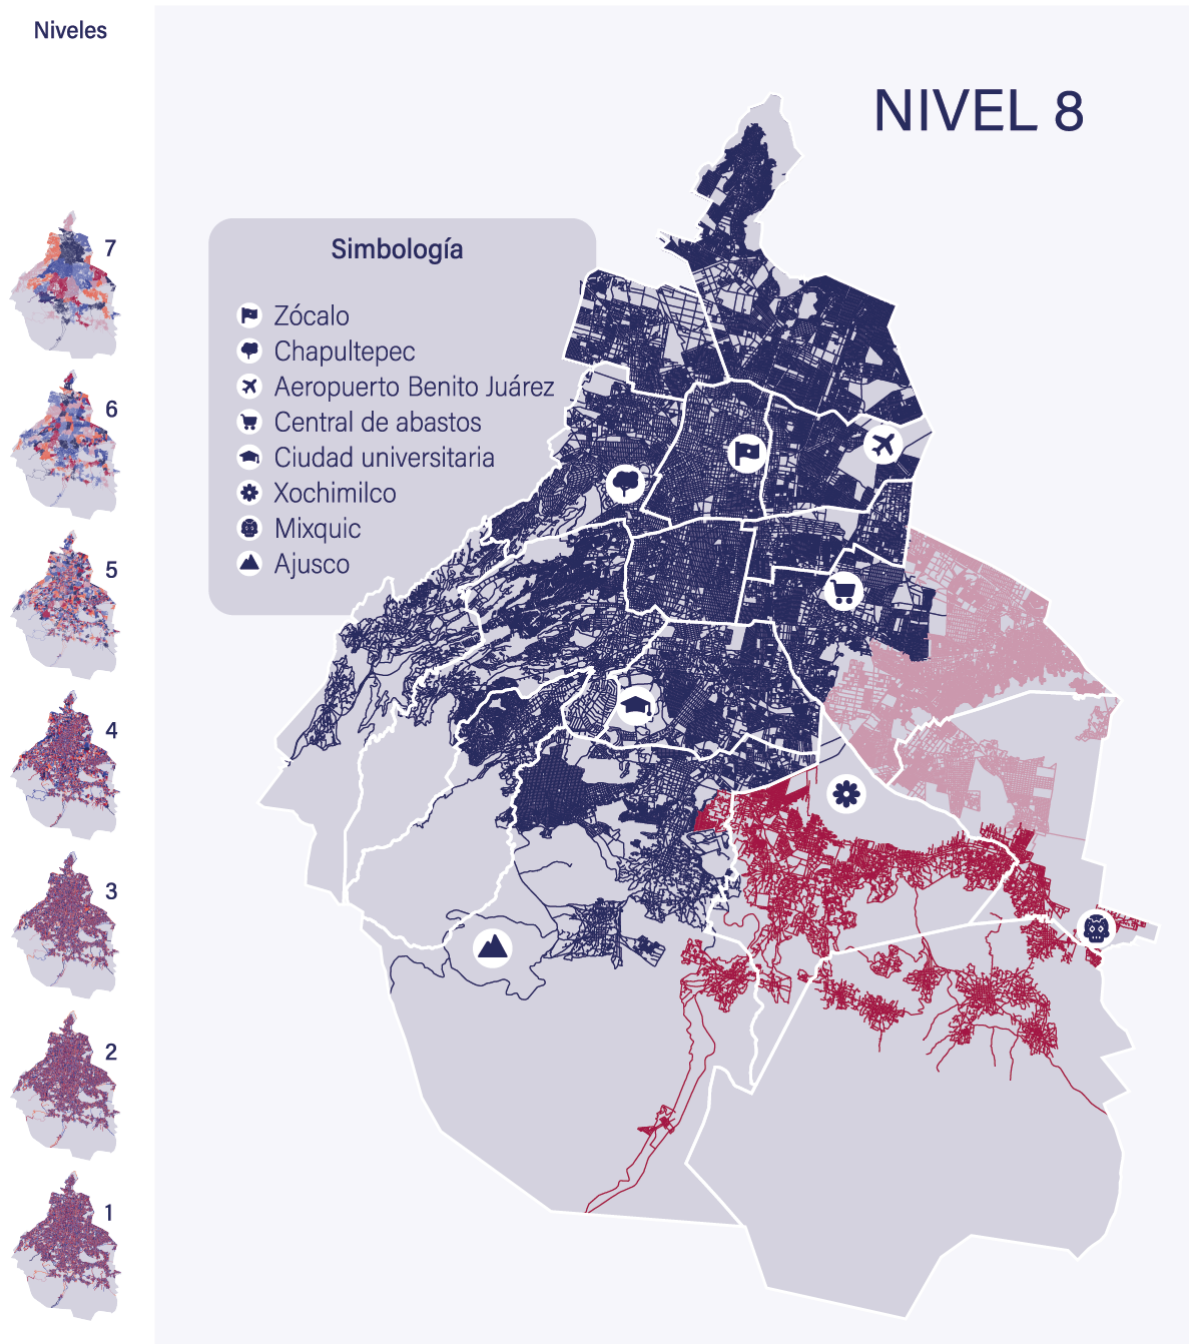 Niveles
NIVEL 8
7
6
5
4
3
2
1
Simbología
Zócalo
Chapultepec
Aeropuerto Benito Juárez
Central de abastos
Ciudad universitaria
Xochimilco
Mixquic
Ajusco